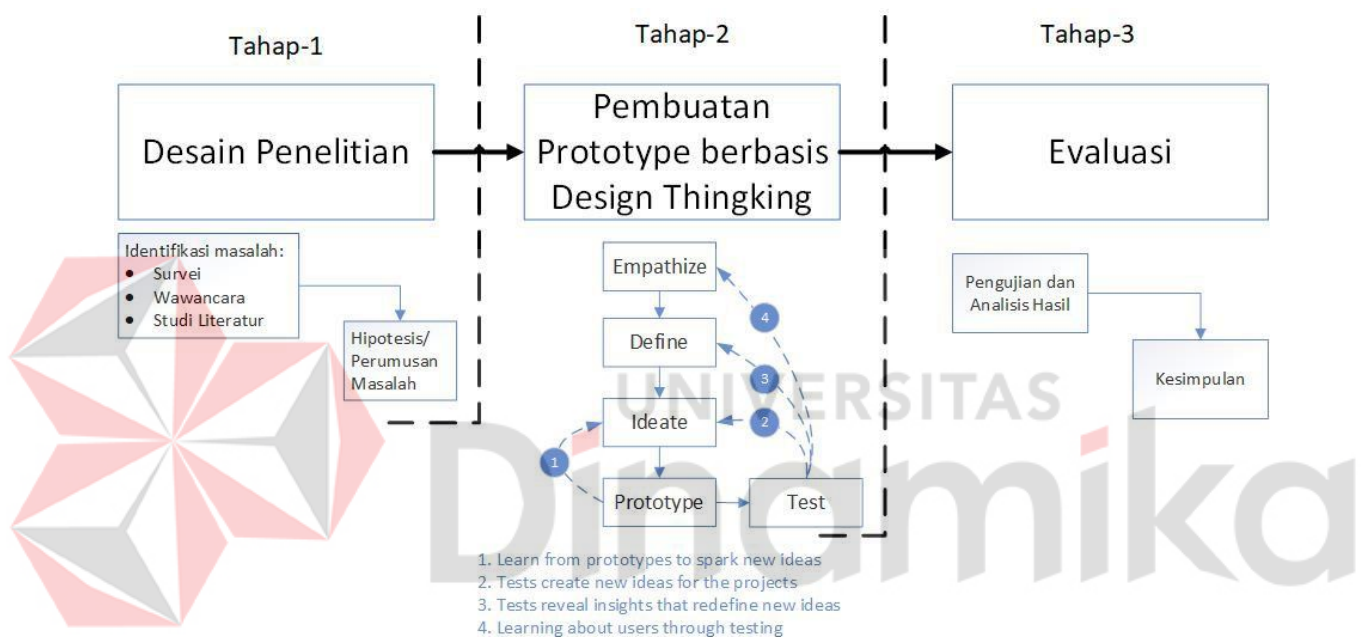 Tahap-1
Tahap-2
Tahap-3
Desain Penelitian
Pembuatan
Prototype berbasis
Design Thingking
Evaluasi
Identifikasi masalah:
• Survei
• Wawancara
• Studi Literatur
Hipotesis/
Perumusan
Masalah
Empathize
Define
Ideate
Prototype
Test
1
2
3
4
1. Learn from prototypes to spark new ideas
2. Tests create new ideas for the projects
3. Tests reveal insights that redefine new ideas
4. Learning about users through testing
Pengujian dan
Analisis Hasil
Kesimpulan
UNIVERSITAS
Dinamika